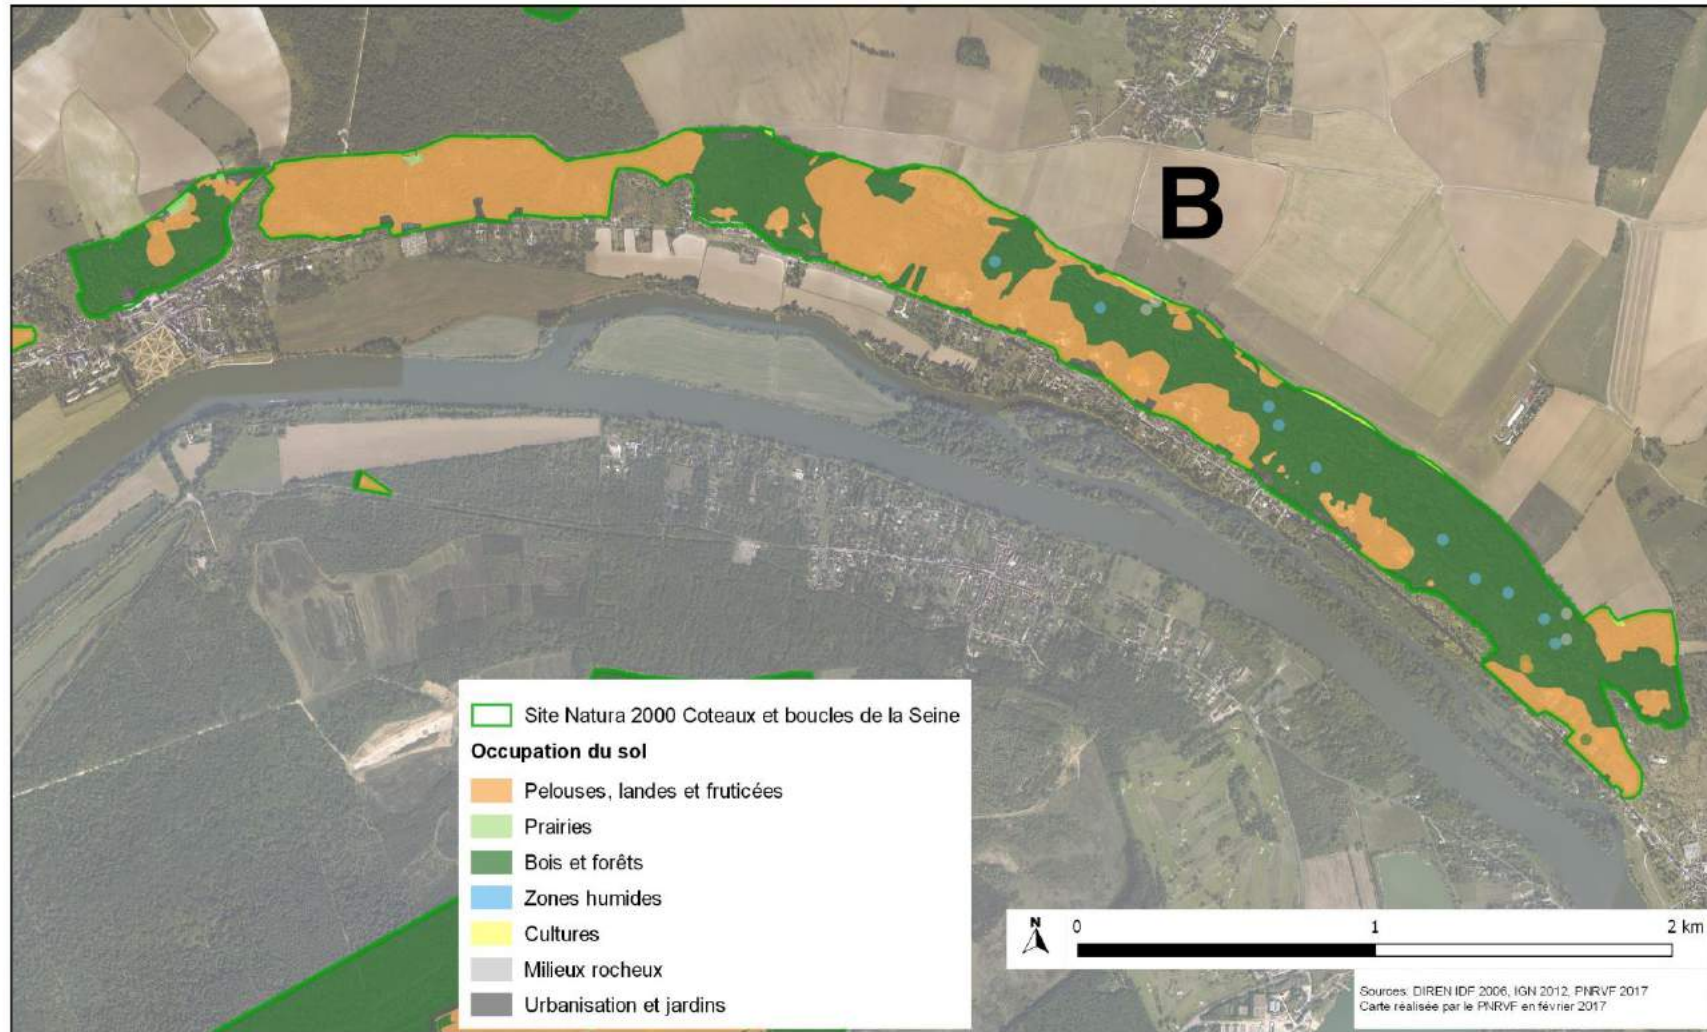 B
Site Natura 2000 Coteaux et boucles de la Seine
Occupation du sol
Pelouses, landes et fruticées
Prairies
Bois et forêts
Zones humides
Cultures
Milieux rocheux
Urbanisation et jardins
N
0 1 2 km
Sources: DIREN IDF 2006, IGN 2012, PNRVF 2017
Carte réalisée par le PNRVF en février 2017